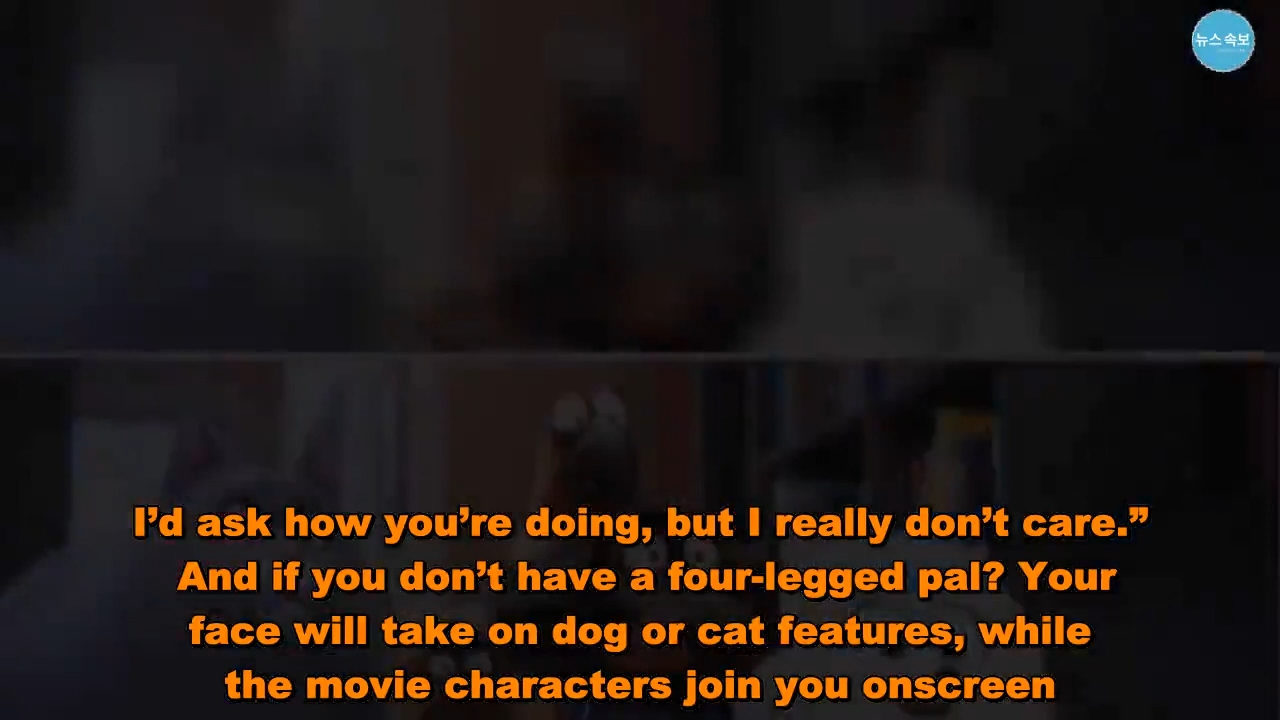 뉴스 속보
I’d ask how you’re doing, but I really don’t care.”
And if you don’t have a four-legged pal? Your
face will take on dog or cat features, while
the movie characters join you onscreen